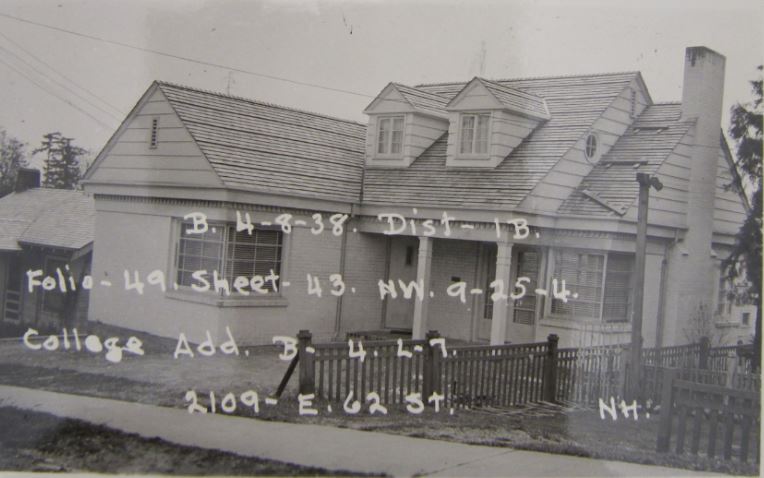 B. 4-8-38. Dist- 1B.
Folio-49. Sheet-43. NW. 9-25-4.
College Add. B-4. L-7.
2109- E. 62 ST. NH.